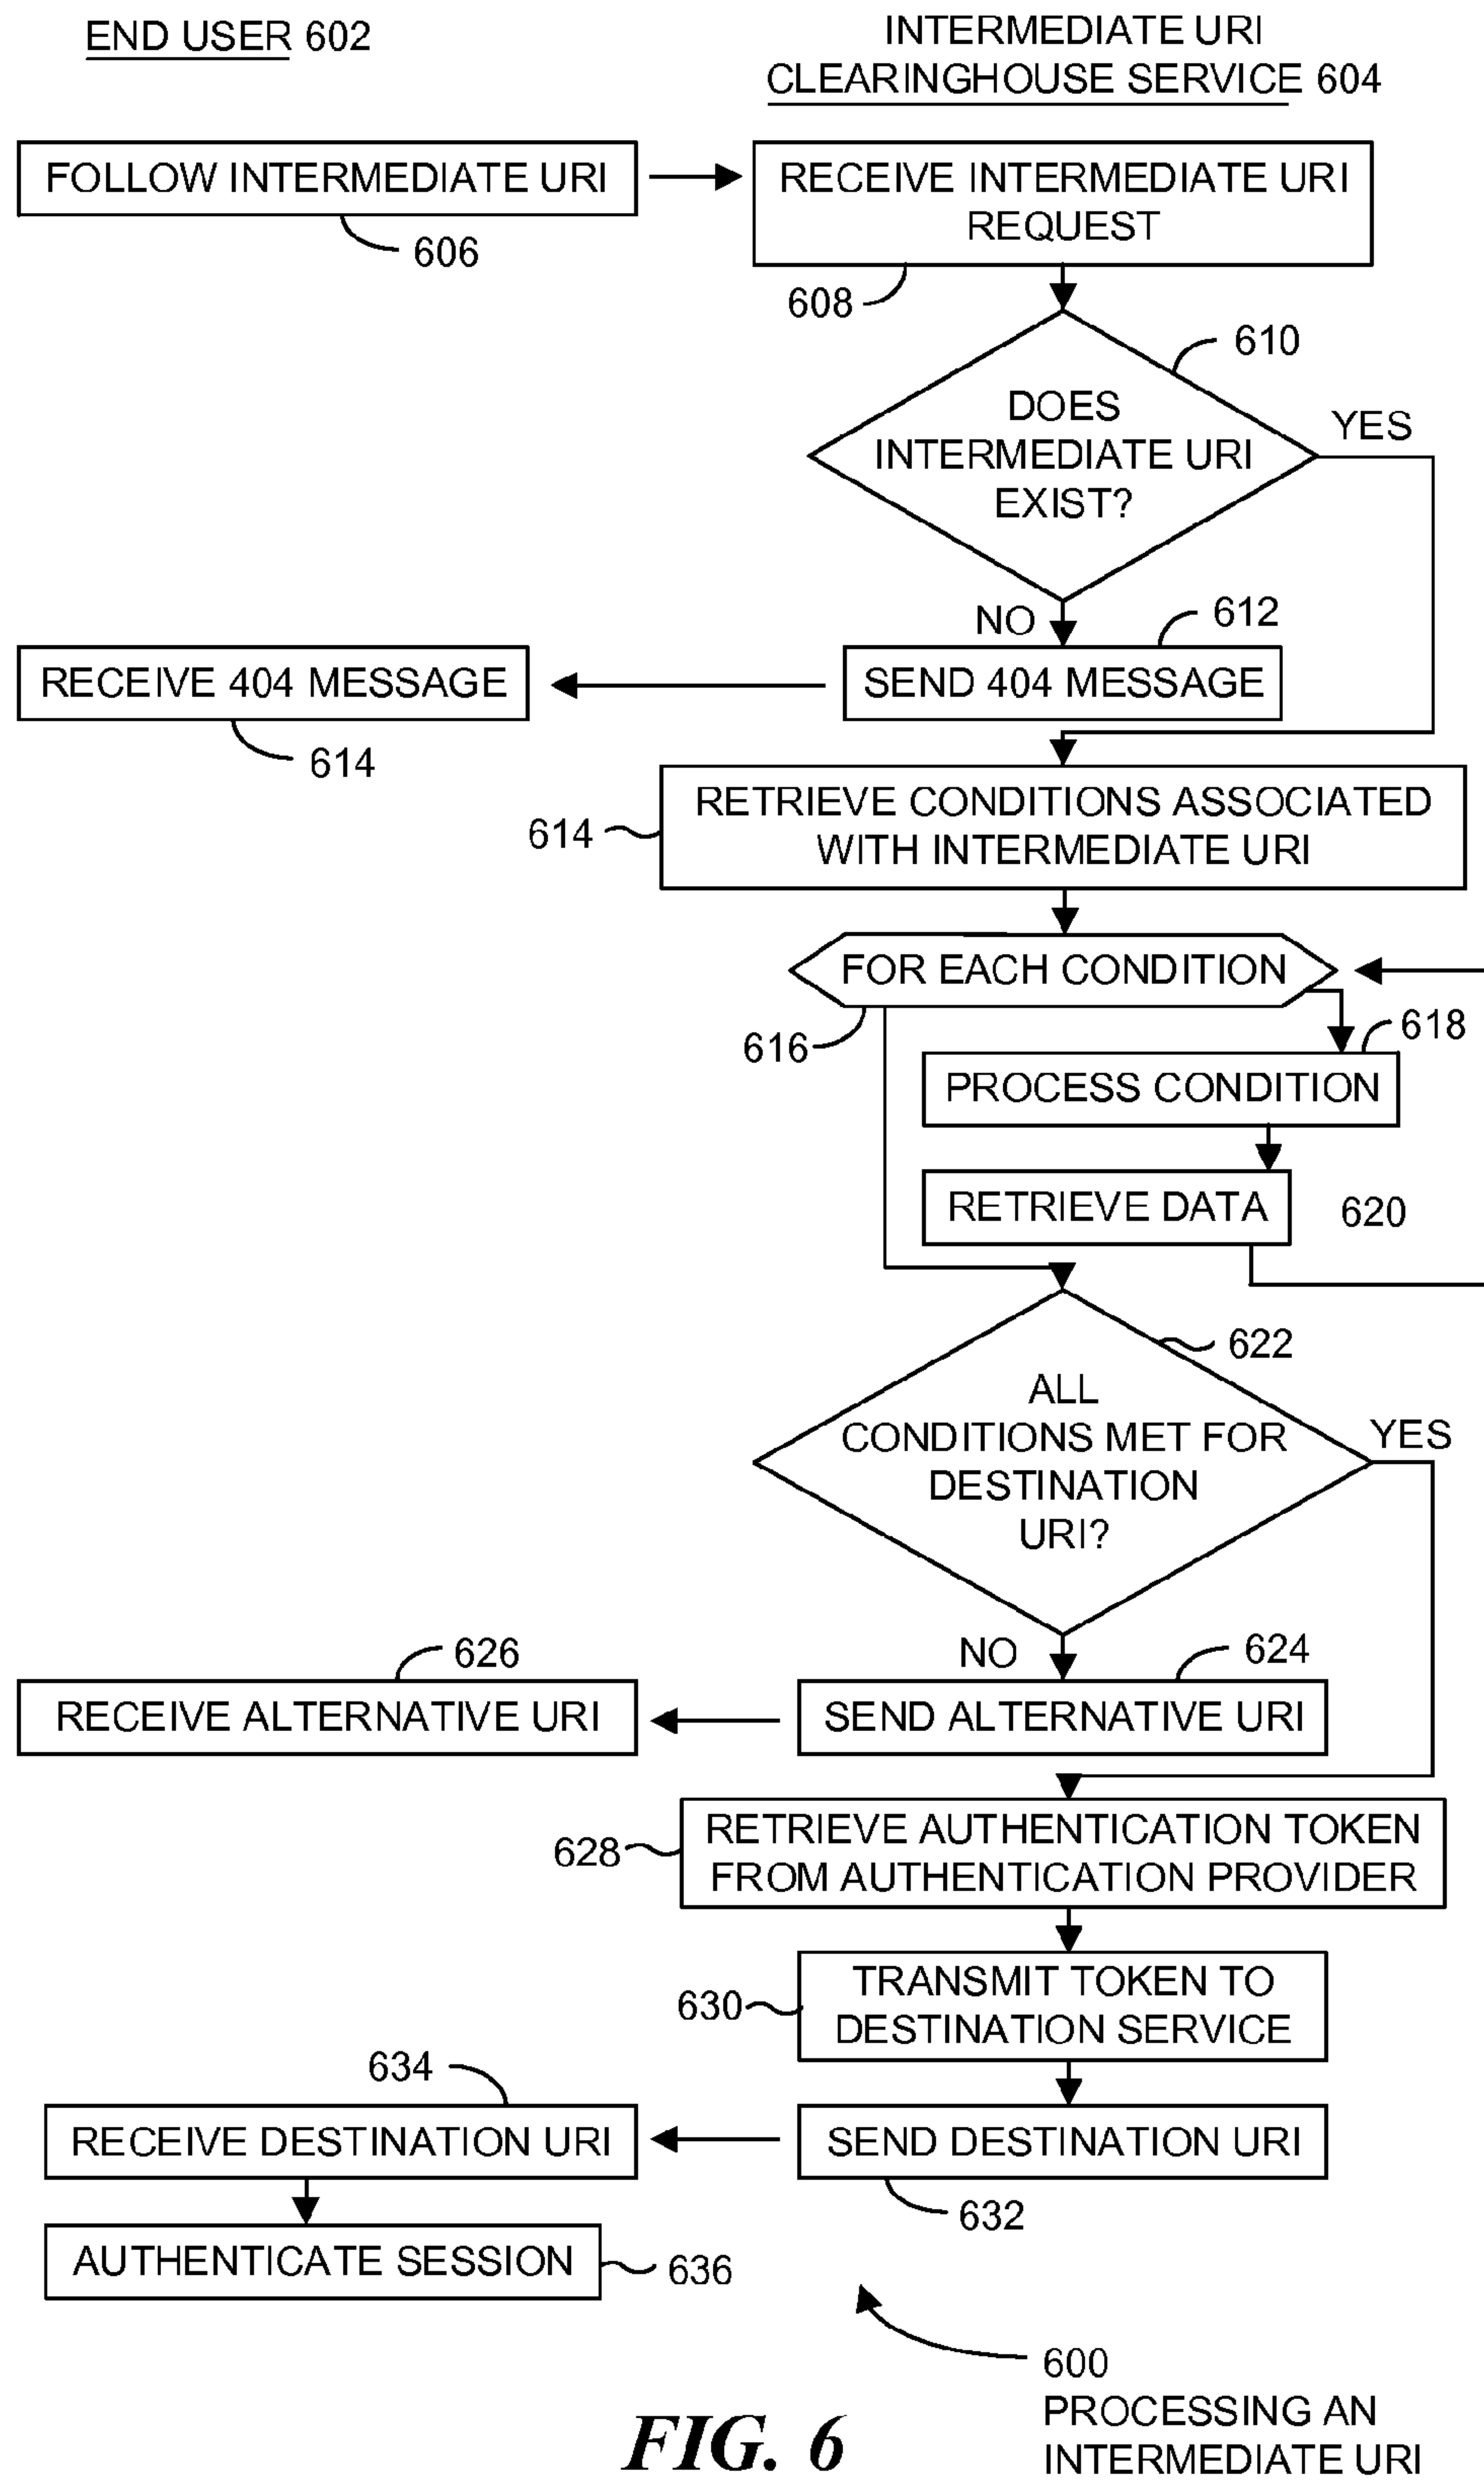 END USER 602
INTERMEDIATE URI
CLEARINGHOUSE SERVICE 604
FOLLOW INTERMEDIATE URI
606
RECEIVE INTERMEDIATE URI
REQUEST
608
610
DOES
INTERMEDIATE URI
EXIST?
YES
NO
612
RECEIVE 404 MESSAGE
614
SEND 404 MESSAGE
614
RETRIEVE CONDITIONS ASSOCIATED
WITH INTERMEDIATE URI
FOR EACH CONDITION
616
618
PROCESS CONDITION
RETRIEVE DATA
620
622
ALL
CONDITIONS MET FOR
DESTINATION
URI?
YES
NO
626
624
RECEIVE ALTERNATIVE URI
SEND ALTERNATIVE URI
628
RETRIEVE AUTHENTICATION TOKEN
FROM AUTHENTICATION PROVIDER
630
TRANSMIT TOKEN TO
DESTINATION SERVICE
634
RECEIVE DESTINATION URI
SEND DESTINATION URI
632
AUTHENTICATE SESSION
636
600
PROCESSING AN
INTERMEDIATE URI
FIG. 6